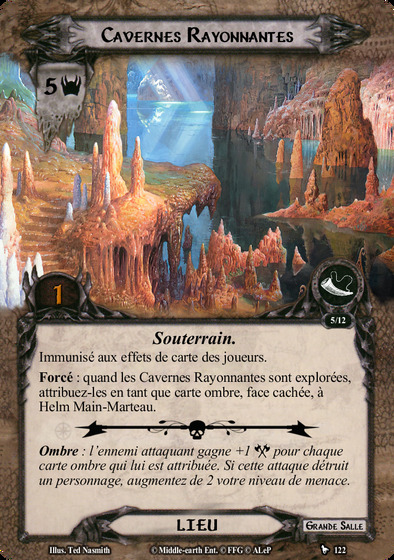 Cavernes Rayonnantes
5
1
5/12
Souterrain.
Immunisé aux effets de carte des joueurs.
Forcé : quand les Cavernes Rayonnantes sont explorées,
attribuez-les en tant que carte ombre, face cachée, à
Helm Main-Marteau.
Ombre : l'ennemi attaquant gagne +1 pour chaque
carte ombre qui lui est attribuée. Si cette attaque détruit
un personnage, augmentez de 2 votre niveau de menace.
LIEU
Grande Salle
Illus. Ted Nasmith
©Middle-earth Ent. © FFG © ALeP
122